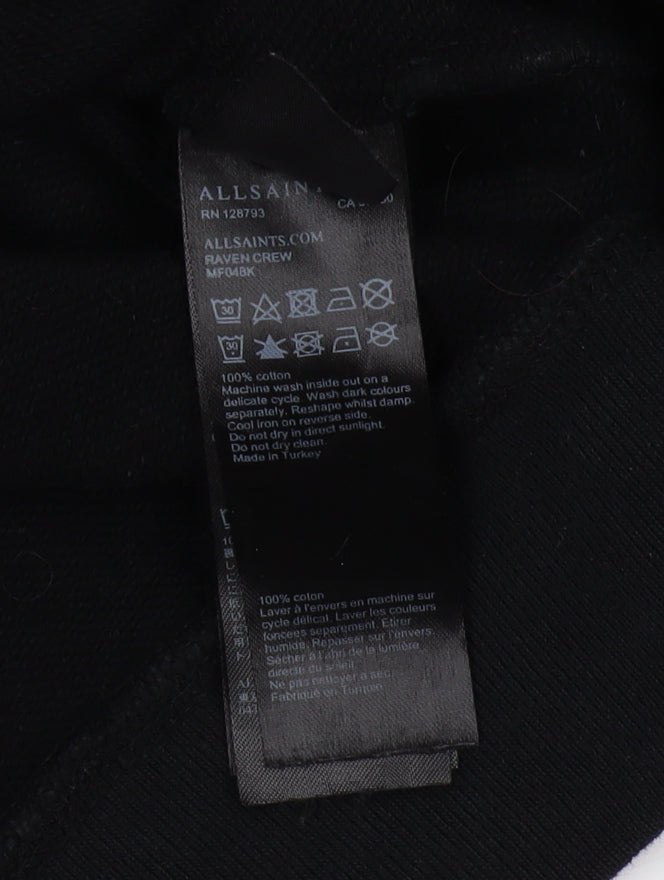 ALLSAIN
RN 128793 CA
ALLSAINTS.COM
RAVEN CREW
MF048K
30
30
100% cotton
Machine wash inside out on a
delicate cycle. Wash dark colours
separately. Reshape whilst damp.
Cool iron on reverse side.
Do not dry in direct sunlight.
Do not dry clean.
Made in Turkey
100% coton
Laver à l'envers en machine sur
cycle délicat. Laver les couleurs
foncées séparément. Étirer
humide. Repasser sur l'envers.
Sécher à l'abri de la lumière
directe du soleil.
Ne pas nettoyer à sec.
Fabriqué en Turquie